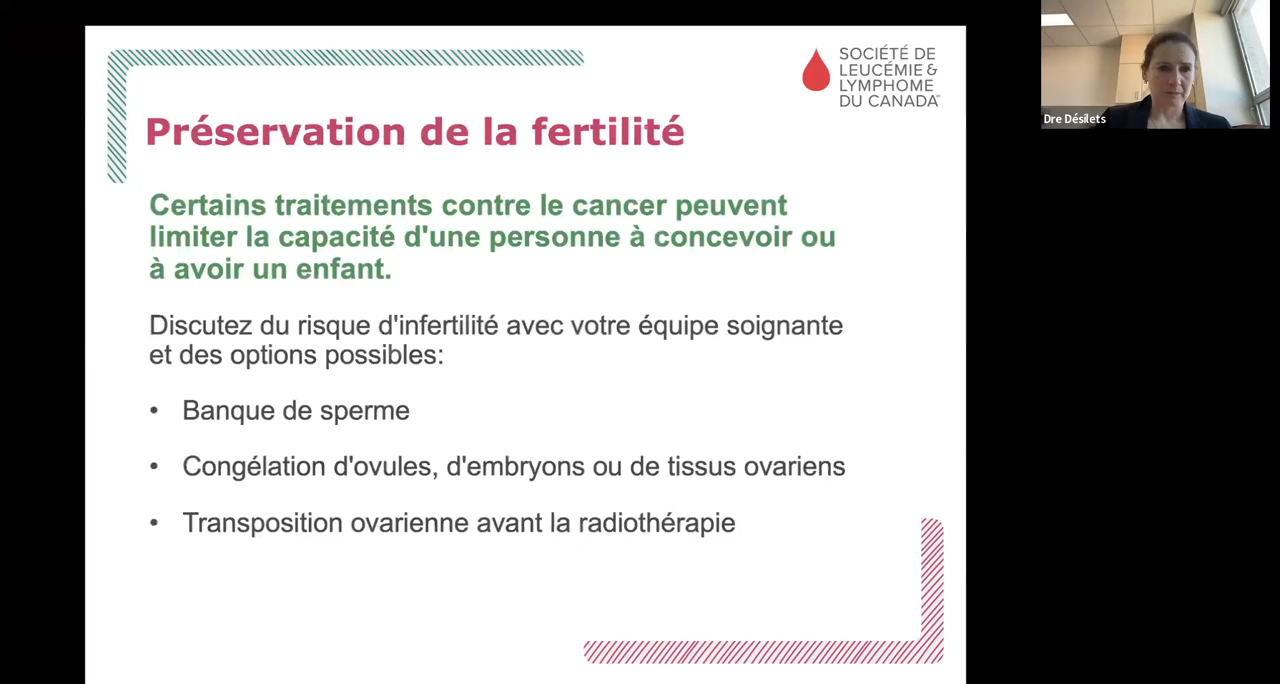 SOCIÉTÉ DE
LEUCÉMIE &
LYMPHOME
DU CANADA
Dre Désilets
Préservation de la fertilité
Certains traitements contre le cancer peuvent
limiter la capacité d'une personne à concevoir ou
à avoir un enfant.
Discutez du risque d'infertilité avec votre équipe soignante
et des options possibles:
• Banque de sperme
• Congélation d'ovules, d'embryons ou de tissus ovariens
• Transposition ovarienne avant la radiothérapie